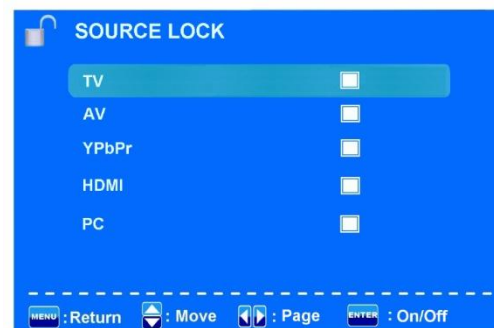 SOURCE LOCK
TV
AV
YPbPr
HDMI
PC
MENU : Return : Move : Page ENTER : On/Off